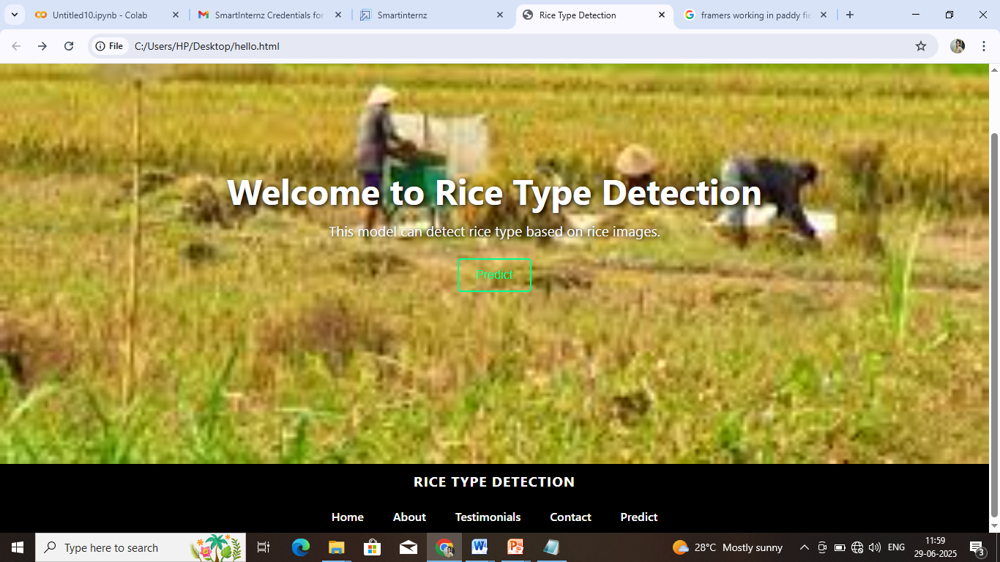 Untitled10.ipynb - Colab
SmartInternz Credentials for
Smartinternz
Rice Type Detection
framers working in paddy fie
File
C:/Users/HP/Desktop/hello.html
Welcome to Rice Type Detection
This model can detect rice type based on rice images.
Predict
RICE TYPE DETECTION
Home About Testimonials Contact Predict
Type here to search
28°C Mostly sunny
ENG
11:59
29-06-2025
3